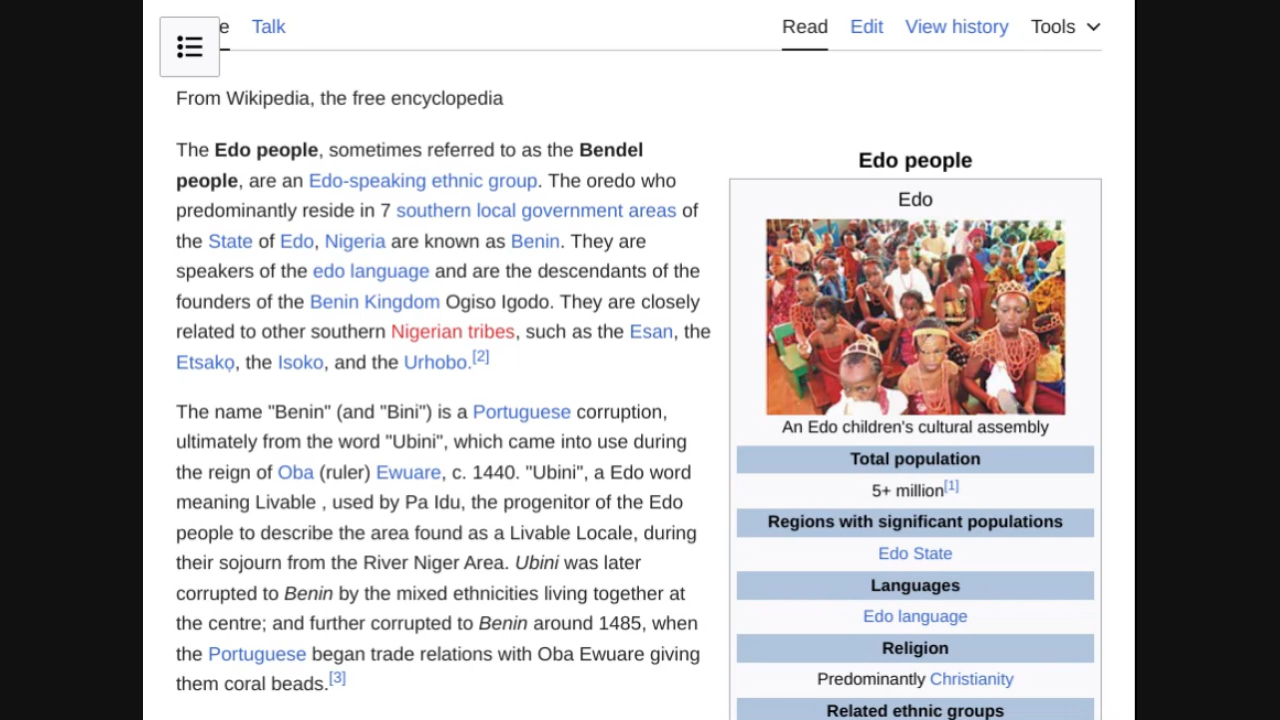 Talk
Read
Edit
View history
Tools
From Wikipedia, the free encyclopedia
The Edo people, sometimes referred to as the Bendel
people, are an Edo-speaking ethnic group. The oredo who
predominantly reside in 7 southern local government areas of
the State of Edo, Nigeria are known as Benin. They are
speakers of the edo language and are the descendants of the
founders of the Benin Kingdom Ogiso Igodo. They are closely
related to other southern Nigerian tribes, such as the Esan, the
Etsakọ, the Isoko, and the Urhobo.[2]
The name "Benin" (and "Bini") is a Portuguese corruption,
ultimately from the word "Ubini", which came into use during
the reign of Oba (ruler) Ewuare, c. 1440. "Ubini", a Edo word
meaning Livable , used by Pa Idu, the progenitor of the Edo
people to describe the area found as a Livable Locale, during
their sojourn from the River Niger Area. Ubini was later
corrupted to Benin by the mixed ethnicities living together at
the centre; and further corrupted to Benin around 1485, when
the Portuguese began trade relations with Oba Ewuare giving
them coral beads.[3]
Edo people
Edo
An Edo children's cultural assembly
Total population
5+ million[1]
Regions with significant populations
Edo State
Languages
Edo language
Religion
Predominantly Christianity
Related ethnic groups